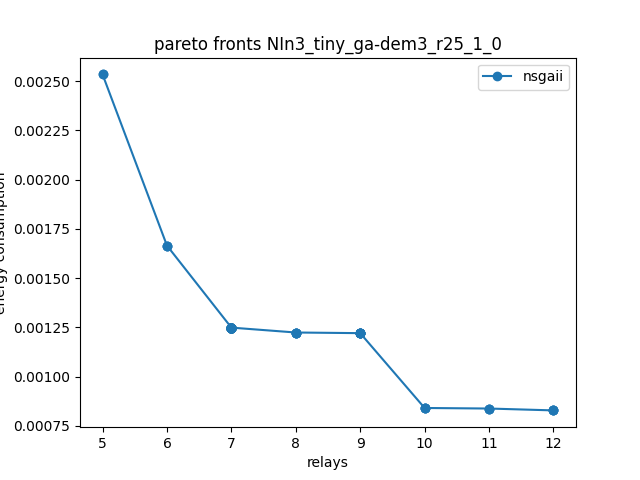 pareto fronts NIn3_tiny_ga-dem3_r25_1_0
nsgaii
0.00250
0.00225
0.00200
0.00175
0.00150
0.00125
0.00100
0.00075
energy consumption
5 6 7 8 9 10 11 12
relays